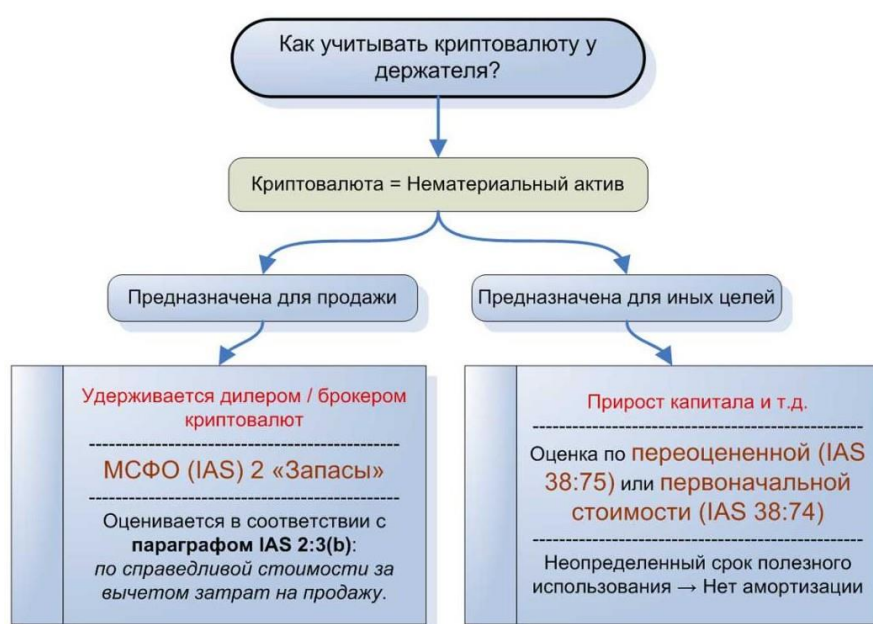 Как учитывать криптовалюту у
держателя?
Криптовалюта = Нематериальный актив
Предназначена для продажи
Предназначена для иных целей
Удерживается дилером / брокером
криптовалют
МСФО (IAS) 2 «Запасы»
Оценивается в соответствии с
параграфом IAS 2:3(b):
по справедливой стоимости за
вычетом затрат на продажу.
Прирост капитала и т.д.
Оценка по переоцененной (IAS
38:75) или первоначальной
стоимости (IAS 38:74)
Неопределенный срок полезного
использования → Нет амортизации